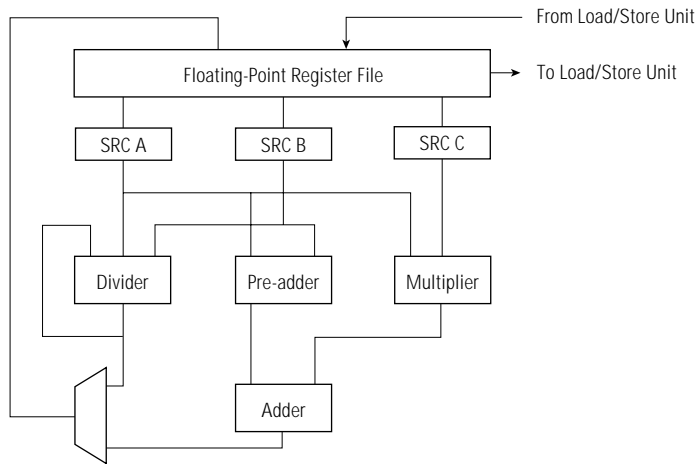 From Load/Store Unit
Floating-Point Register File
To Load/Store Unit
SRC A
SRC B
SRC C
Divider
Pre-adder
Multiplier
Adder